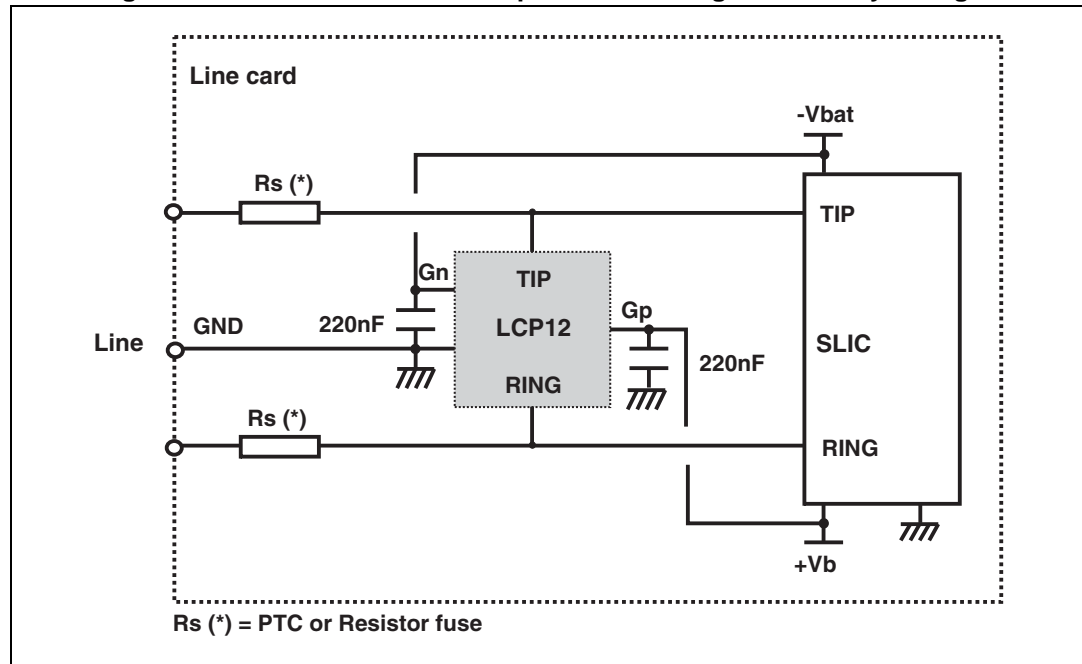 Line card
-Vbat
Rs (*)
TIP
Gn
TIP
Gp
Line
GND
220nF
LCP12
SLIC
220nF
RING
Rs (*)
RING
+Vb
Rs (*) = PTC or Resistor fuse